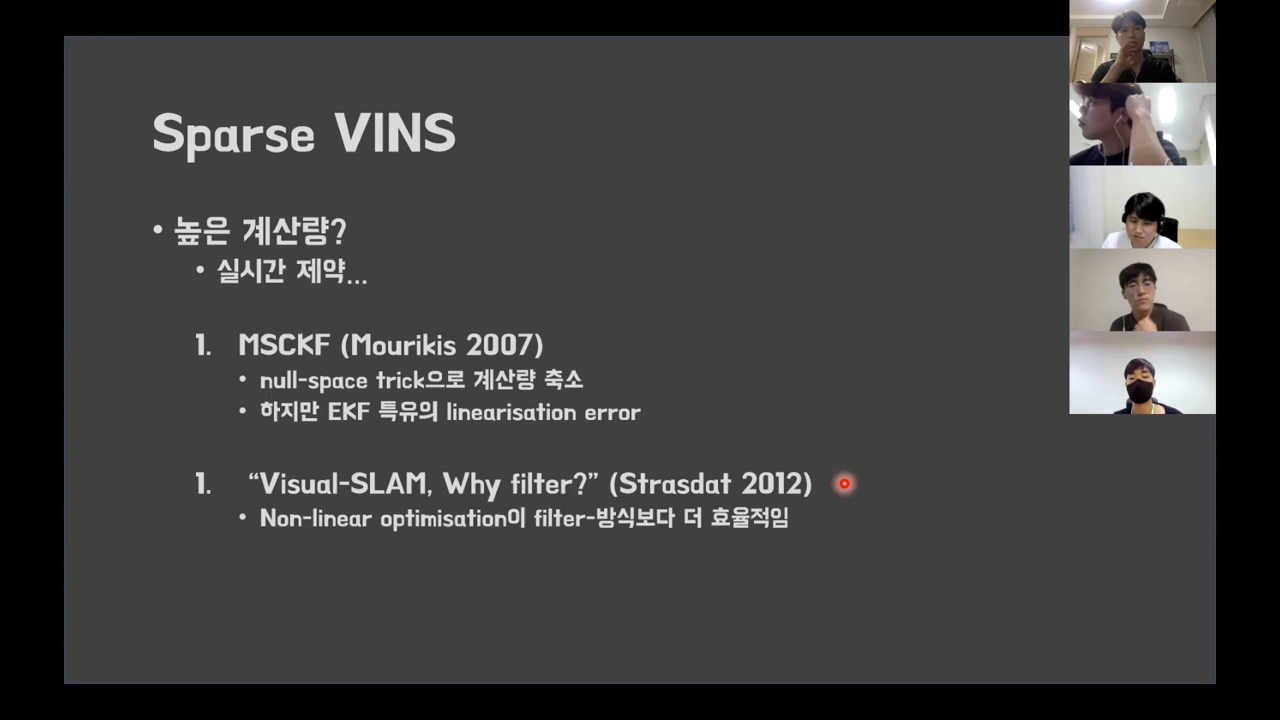 Sparse VINS
• 높은 계산량?
• 실시간 제약...
1. MSCKF (Mourikis 2007)
• null-space trick으로 계산량 축소
• 하지만 EKF 특유의 linearisation error
1. “Visual-SLAM, Why filter?” (Strasdat 2012)
• Non-linear optimisation이 filter-방식보다 더 효율적임